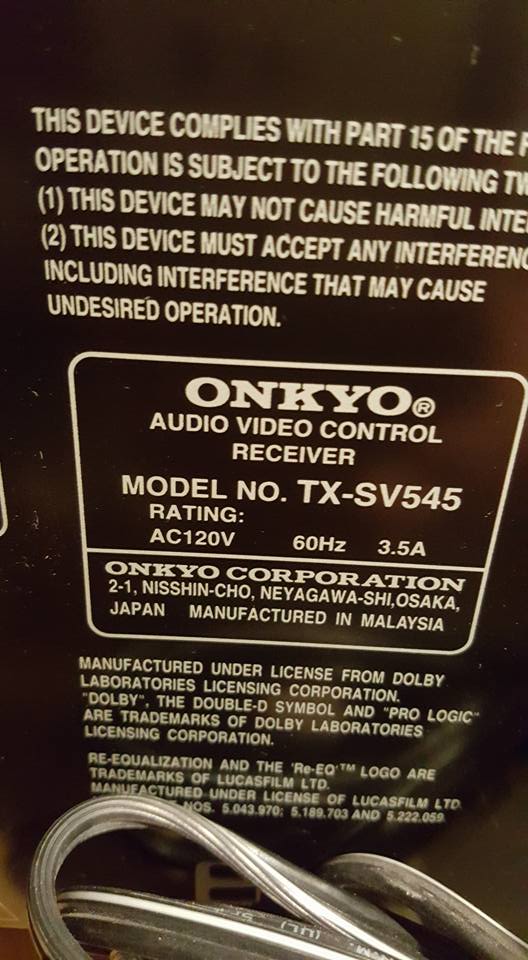 THIS DEVICE COMPLIES WITH PART 15 OF THE
OPERATION IS SUBJECT TO THE FOLLOWING
(1) THIS DEVICE MAY NOT CAUSE HARMFUL
(2) THIS DEVICE MUST ACCEPT ANY
INCLUDING INTERFERENCE THAT MAY CAUSE
UNDESIRED OPERATION.
ONKYO®
AUDIO VIDEO CONTROL
RECEIVER
MODEL NO. TX-SV545
RATING:
AC120V 60Hz 3.5A
ONKYO CORPORATION
2-1, NISSHIN-CHO, NEYAGAWA-SHI,OSAKA,
JAPAN MANUFACTURED IN MALAYSIA
MANUFACTURED UNDER LICENSE FROM DOLBY
LABORATORIES LICENSING CORPORATION.
"DOLBY", THE DOUBLE-D SYMBOL AND "PRO LOGIC"
ARE TRADEMARKS OF DOLBY LABORATORIES
LICENSING CORPORATION.
RE-EQUALIZATION AND THE 'Re-EQ'™ LOGO ARE
TRADEMARKS OF LUCASFILM LTD.
MANUFACTURED UNDER LICENSE OF LUCASFILM LTD.
NOS. 5.043.970; 5.189.703 AND 5.222.059